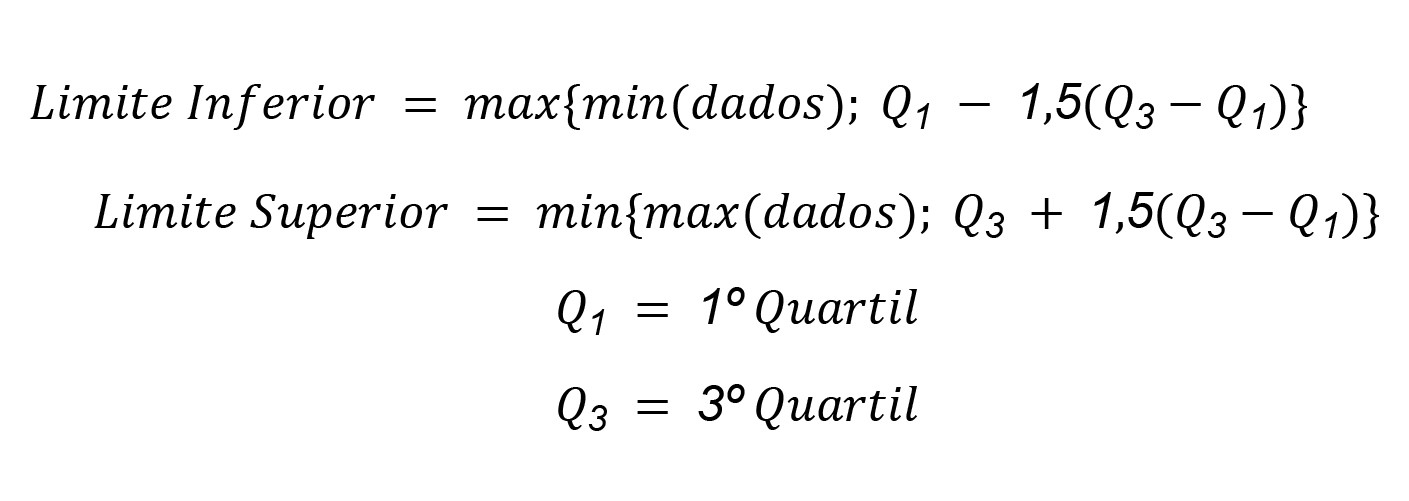 Limite Inferior = max{min(dados); Q₁ − 1,5(Q₃ − Q₁)}
Limite Superior = min{max(dados); Q₃ + 1,5(Q₃ − Q₁)}
Q₁ = 1º Quartil
Q₃ = 3º Quartil